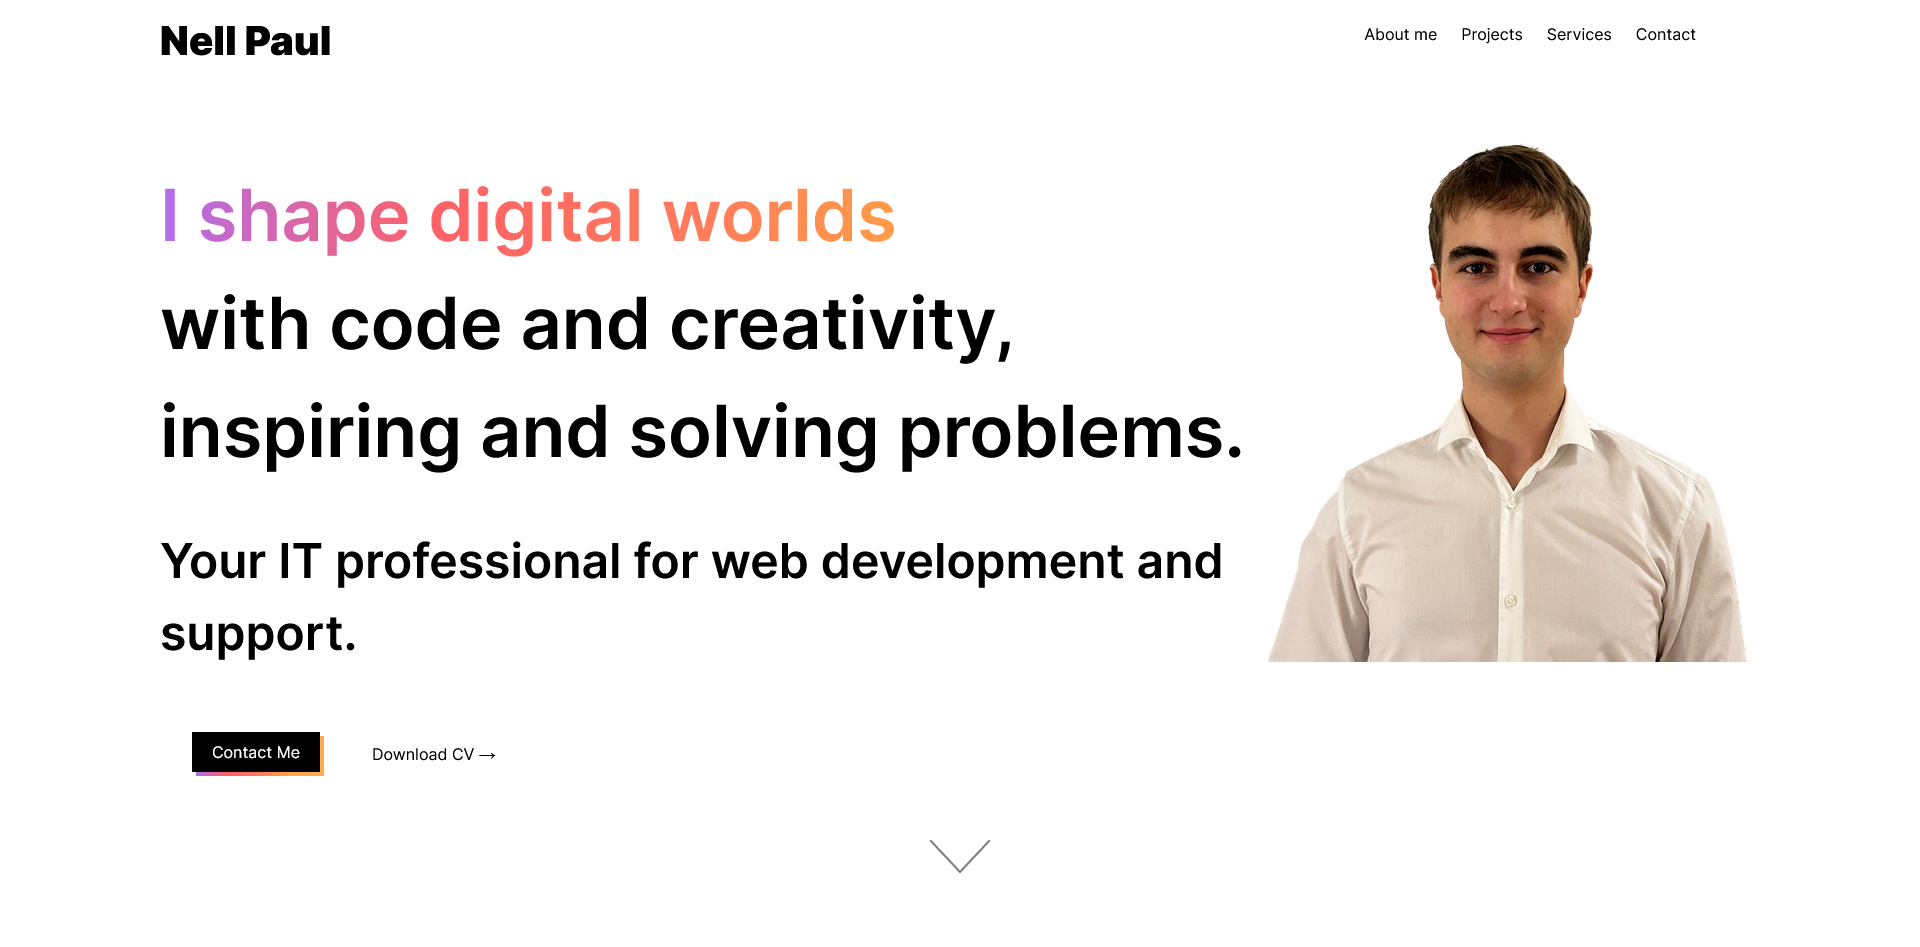 Nell Paul
About me Projects Services Contact
I shape digital worlds
with code and creativity,
inspiring and solving problems.
Your IT professional for web development and
support.
Contact Me
Download CV →